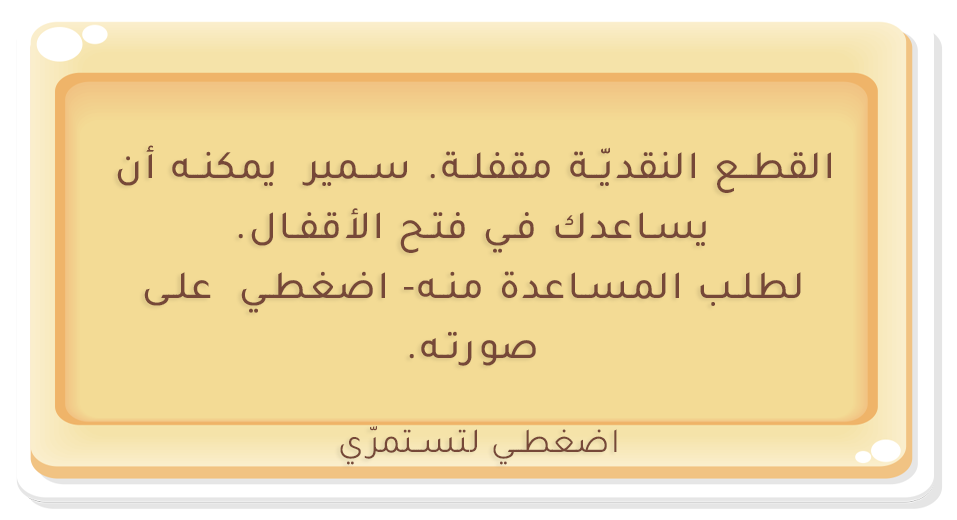 القطع النقديّة مقفلة. سمير يمكنه أن
يساعدك في فتح الأقفال.
لطلب المساعدة منه- اضغطي على
صورته.
اضغطي لتستمرّي